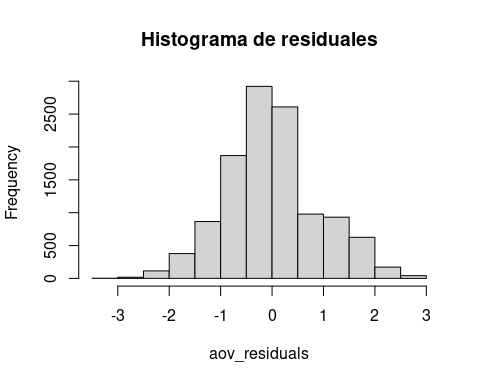 Histograma de residuales
Frequency
2500
1500
500
0
-3 -2 -1 0 1 2 3
aov_residuals